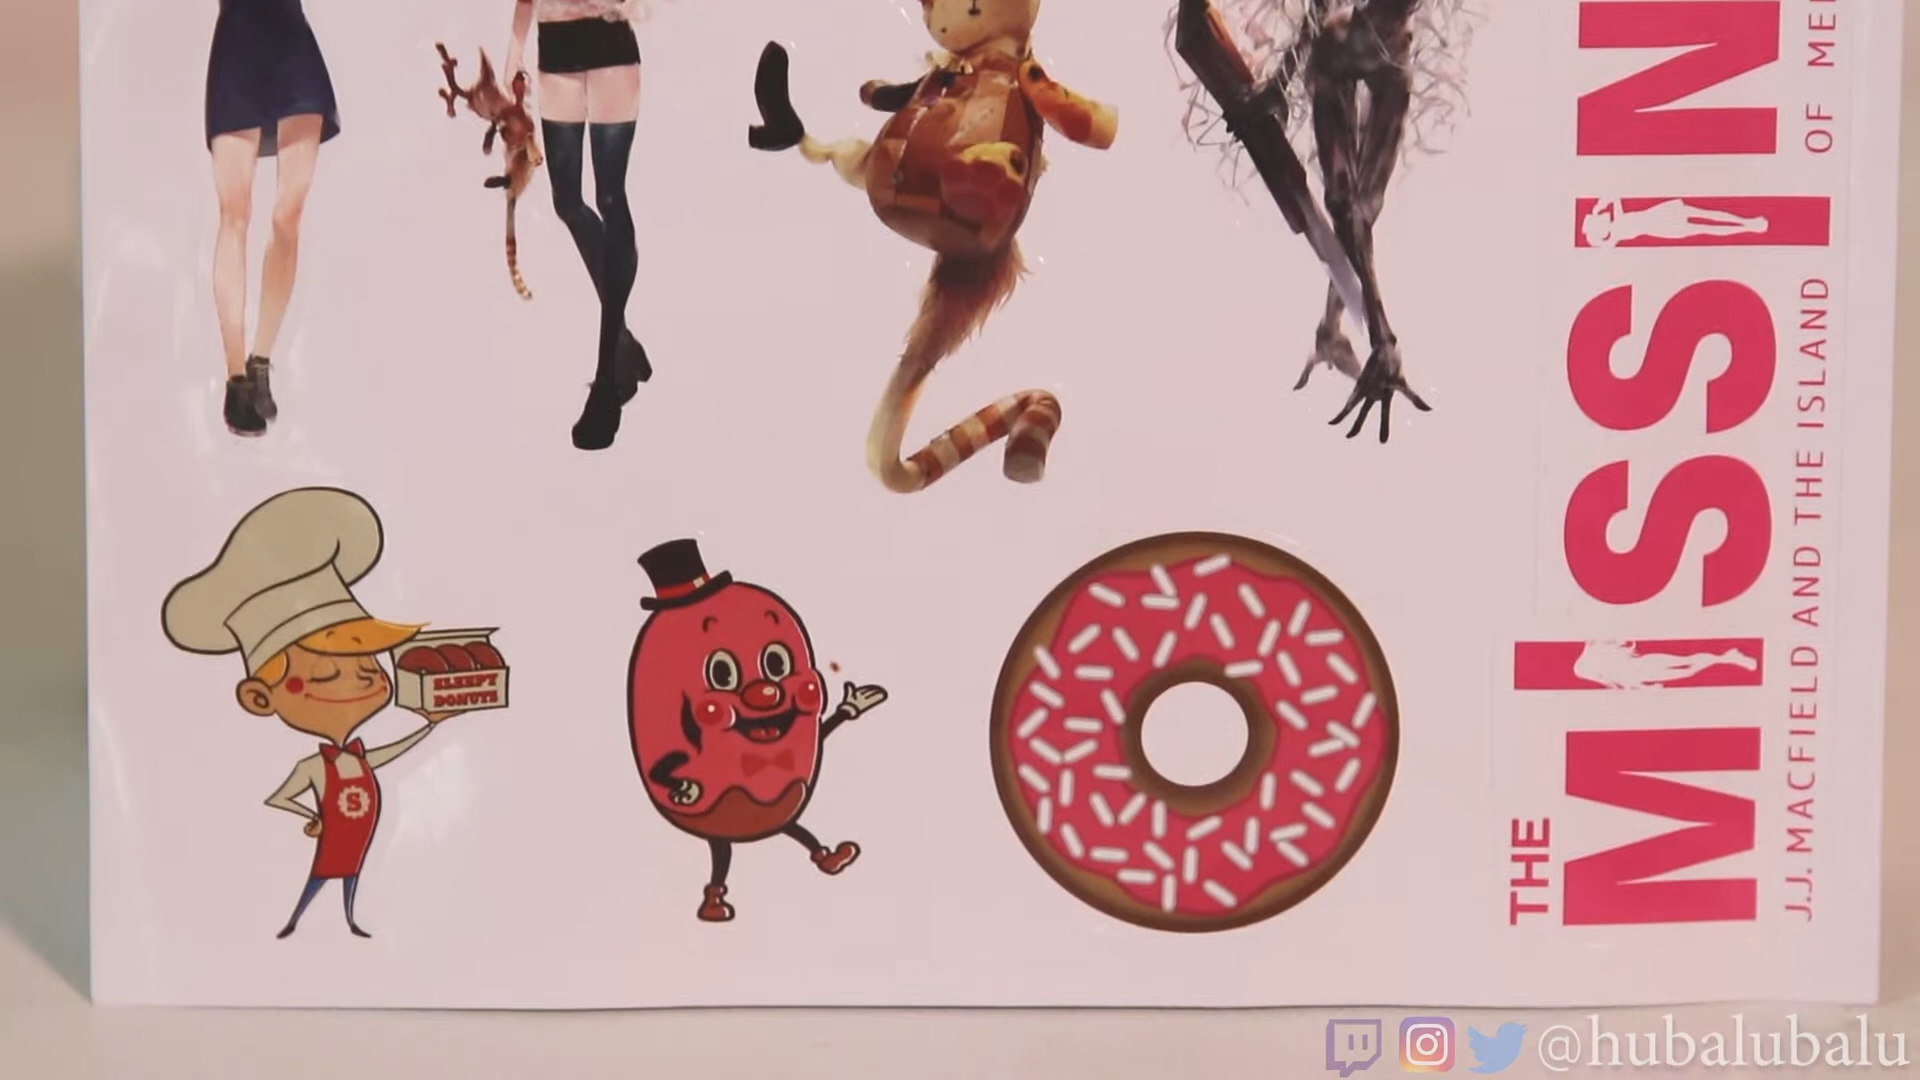 THE
MISSIN
J.J. MACFIELD AND THE ISLAND OF ME
SLEEPY
DONUTS
S
@hubalubalu